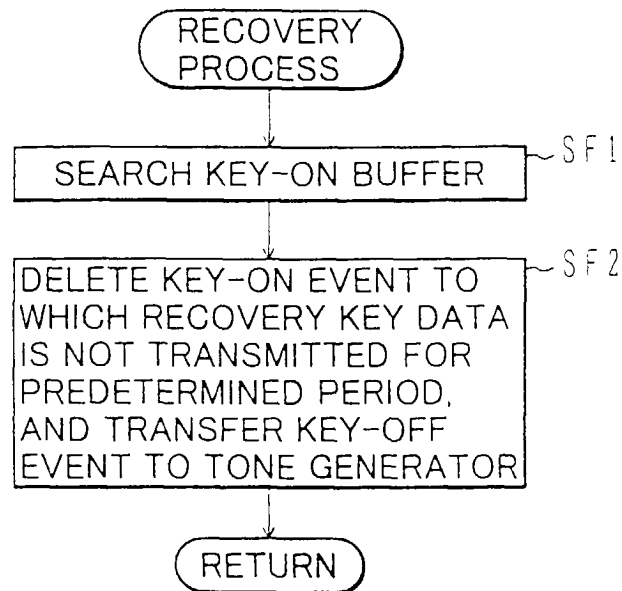 RECOVERY
PROCESS
SEARCH KEY-ON BUFFER
SF1
DELETE KEY-ON EVENT TO
WHICH RECOVERY KEY DATA
IS NOT TRANSMITTED FOR
PREDETERMINED PERIOD,
AND TRANSFER KEY-OFF
EVENT TO TONE GENERATOR
SF2
RETURN